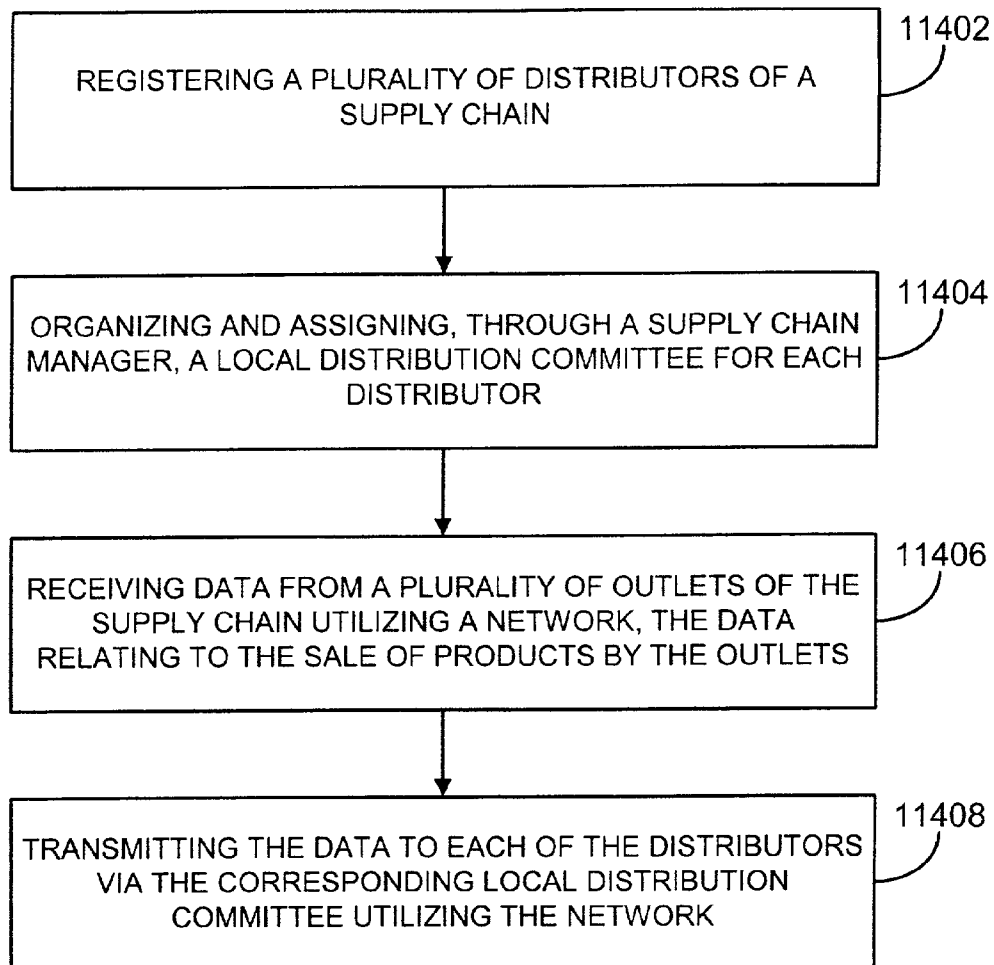 11402
REGISTERING A PLURALITY OF DISTRIBUTORS OF A
SUPPLY CHAIN
11404
ORGANIZING AND ASSIGNING, THROUGH A SUPPLY CHAIN
MANAGER, A LOCAL DISTRIBUTION COMMITTEE FOR EACH
DISTRIBUTOR
11406
RECEIVING DATA FROM A PLURALITY OF OUTLETS OF THE
SUPPLY CHAIN UTILIZING A NETWORK, THE DATA
RELATING TO THE SALE OF PRODUCTS BY THE OUTLETS
11408
TRANSMITTING THE DATA TO EACH OF THE DISTRIBUTORS
VIA THE CORRESPONDING LOCAL DISTRIBUTION
COMMITTEE UTILIZING THE NETWORK